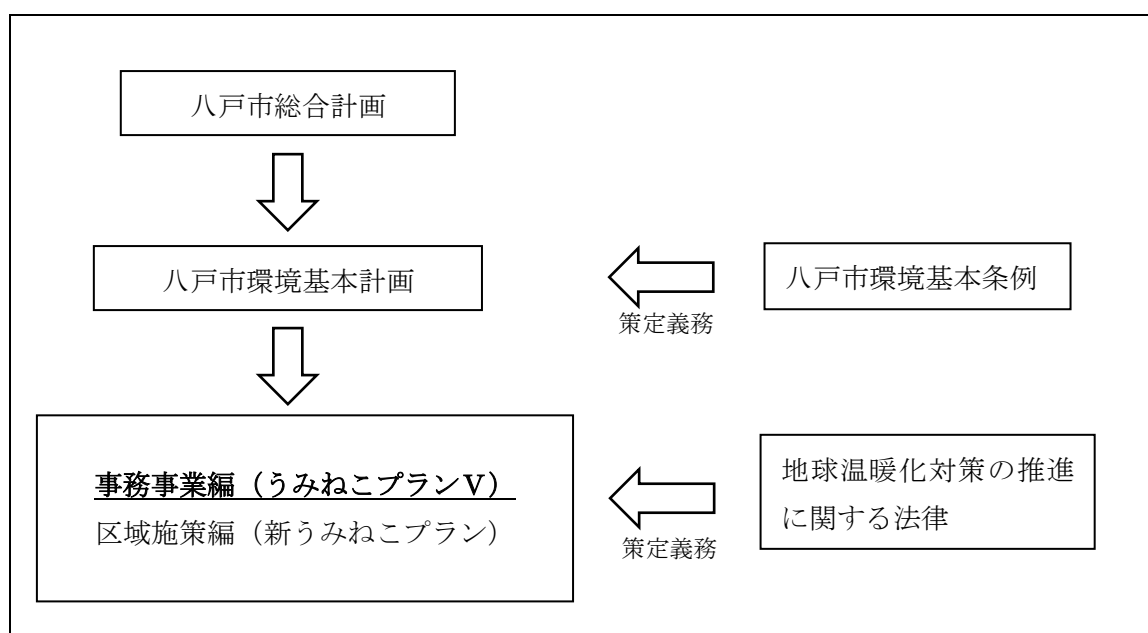 八戸市総合計画
八戸市環境基本計画
八戸市環境基本条例
策定義務
事務事業編（うみねこプランⅤ）
区域施策編（新うみねこプラン）
地球温暖化対策の推進
に関する法律
策定義務